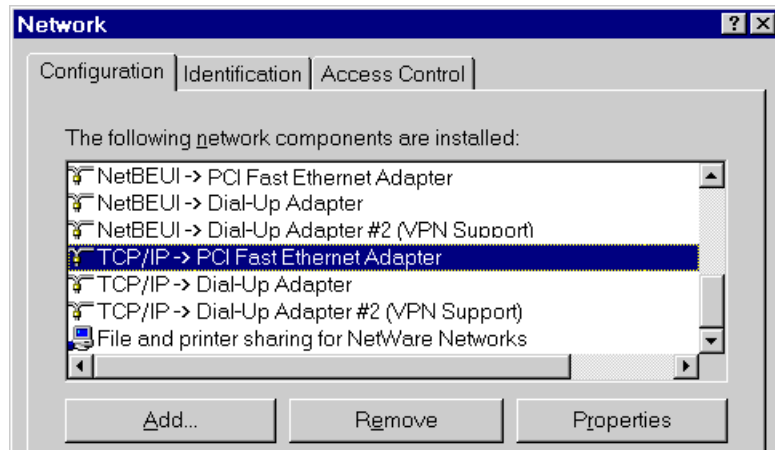 Network
Configuration Identification Access Control
The following network components are installed:
NetBEUI -> PCI Fast Ethernet Adapter
NetBEUI -> Dial-Up Adapter
NetBEUI -> Dial-Up Adapter #2 (VPN Support)
TCP/IP -> PCI Fast Ethernet Adapter
TCP/IP -> Dial-Up Adapter
TCP/IP -> Dial-Up Adapter #2 (VPN Support)
File and printer sharing for NetWare Networks
Add... Remove Properties